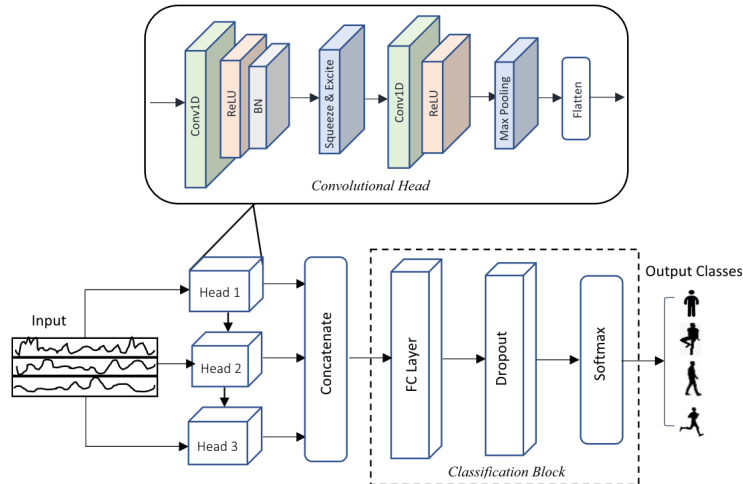 Conv1D
ReLU
BN
Squeeze & Excite
Conv1D
ReLU
Max Pooling
Flatten
Convolutional Head
Input
Head 1
Head 2
Head 3
Concatenate
FC Layer
Dropout
Softmax
Classification Block
Output Classes